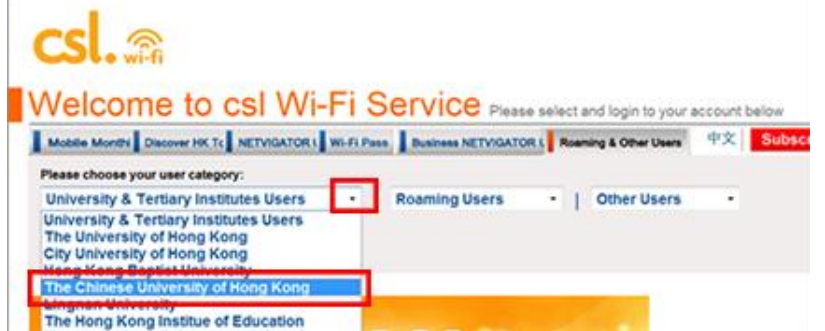 csl. wi-fi
Welcome to csl Wi-Fi Service Please select and login to your account below
Mobile Monthl Discover HK To NETVIGATOR U Wi-Fi Pass Business NETVIGATOR U Roaming & Other Users 中文 Subsc
Please choose your user category:
University & Tertiary Institutes Users Roaming Users | Other Users
University & Tertiary Institutes Users
The University of Hong Kong
City University of Hong Kong
Hong Kong Baptist University
The Chinese University of Hong Kong
Lingnan University
The Hong Kong Institue of Education